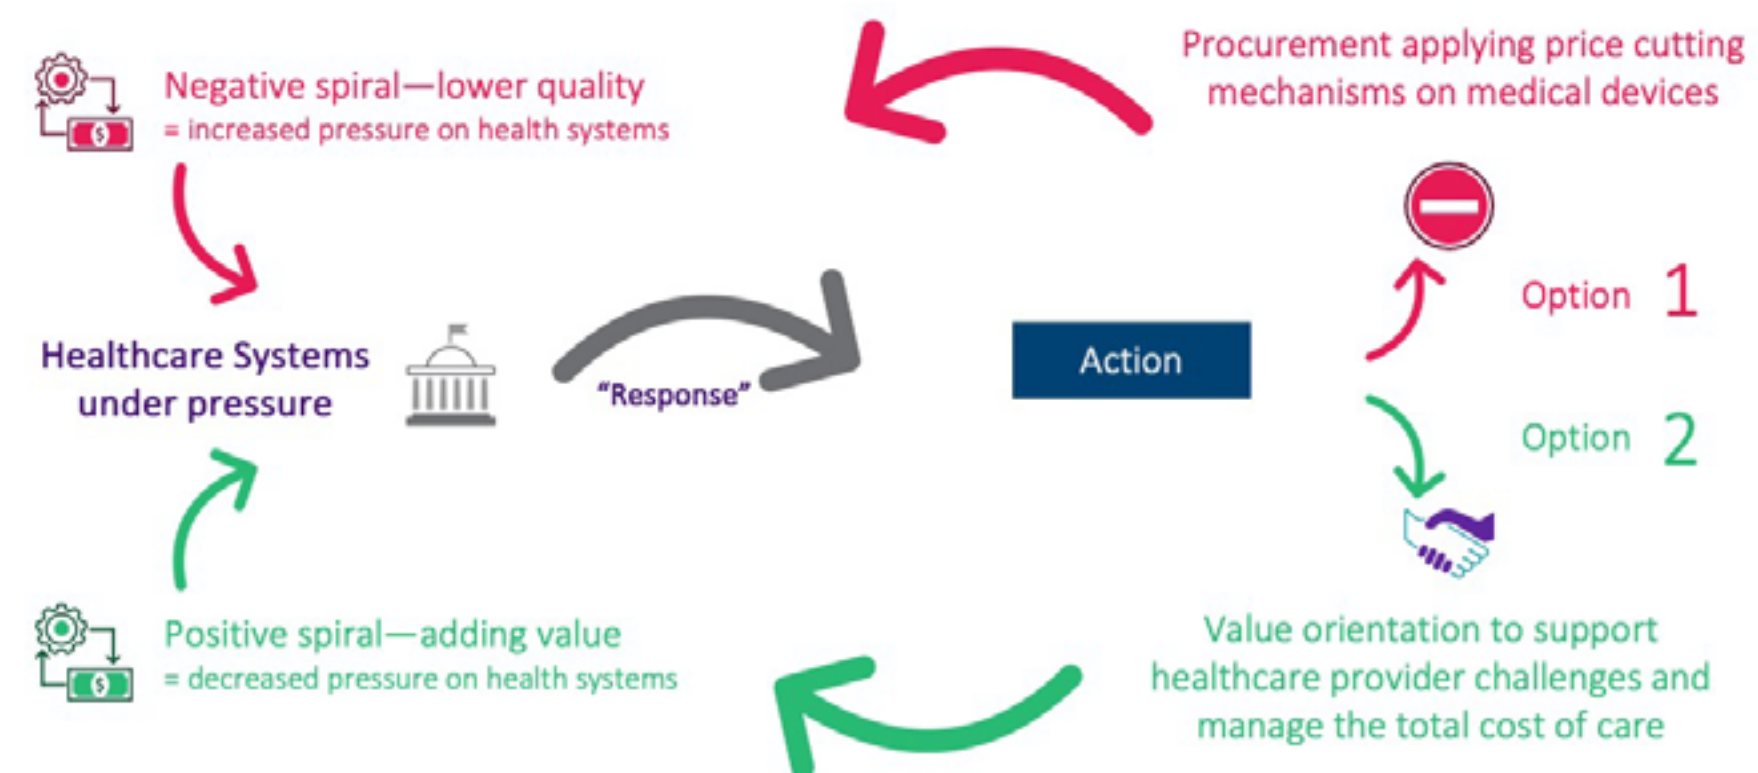 Negative spiral—lower quality
= increased pressure on health systems
Procurement applying price cutting
mechanisms on medical devices
$
Option 1
Healthcare Systems
under pressure
"Response"
Action
Option 2
Positive spiral—adding value
= decreased pressure on health systems
$
Value orientation to support
healthcare provider challenges and
manage the total cost of care